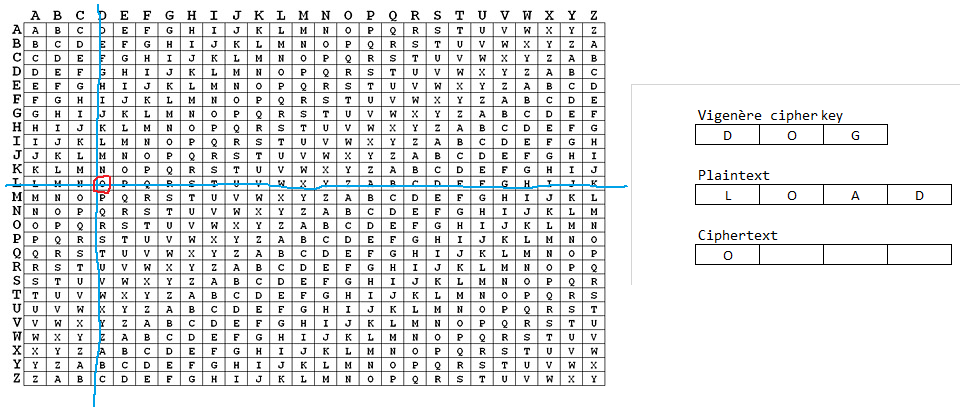 A B C D E F G H I J K L M N O P Q R S T U V W X Y Z
A A B C D E F G H I J K L M N O P Q R S T U V W X Y Z
B B C D E F G H I J K L M N O P Q R S T U V W X Y Z A
C C D E F G H I J K L M N O P Q R S T U V W X Y Z A B
D D E F G H I J K L M N O P Q R S T U V W X Y Z A B C
E E F G H I J K L M N O P Q R S T U V W X Y Z A B C D
F F G H I J K L M N O P Q R S T U V W X Y Z A B C D E
G G H I J K L M N O P Q R S T U V W X Y Z A B C D E F
H H I J K L M N O P Q R S T U V W X Y Z A B C D E F G
I I J K L M N O P Q R S T U V W X Y Z A B C D E F G H
J J K L M N O P Q R S T U V W X Y Z A B C D E F G H I
K K L M N O P Q R S T U V W X Y Z A B C D E F G H I J
L L M N O P Q R S T U V W X Y Z A B C D E F G H I J K
M M N O P Q R S T U V W X Y Z A B C D E F G H I J K L
N N O P Q R S T U V W X Y Z A B C D E F G H I J K L M
O O P Q R S T U V W X Y Z A B C D E F G H I J K L M N
P P Q R S T U V W X Y Z A B C D E F G H I J K L M N O
Q Q R S T U V W X Y Z A B C D E F G H I J K L M N O P
R R S T U V W X Y Z A B C D E F G H I J K L M N O P Q
S S T U V W X Y Z A B C D E F G H I J K L M N O P Q R
T T U V W X Y Z A B C D E F G H I J K L M N O P Q R S
U U V W X Y Z A B C D E F G H I J K L M N O P Q R S T
V V W X Y Z A B C D E F G H I J K L M N O P Q R S T U
W W X Y Z A B C D E F G H I J K L M N O P Q R S T U V
X X Y Z A B C D E F G H I J K L M N O P Q R S T U V W
Y Y Z A B C D E F G H I J K L M N O P Q R S T U V W X
Z Z A B C D E F G H I J K L M N O P Q R S T U V W X Y
Vigenère cipher key
D O G
Plaintext
L O A D
Ciphertext
O